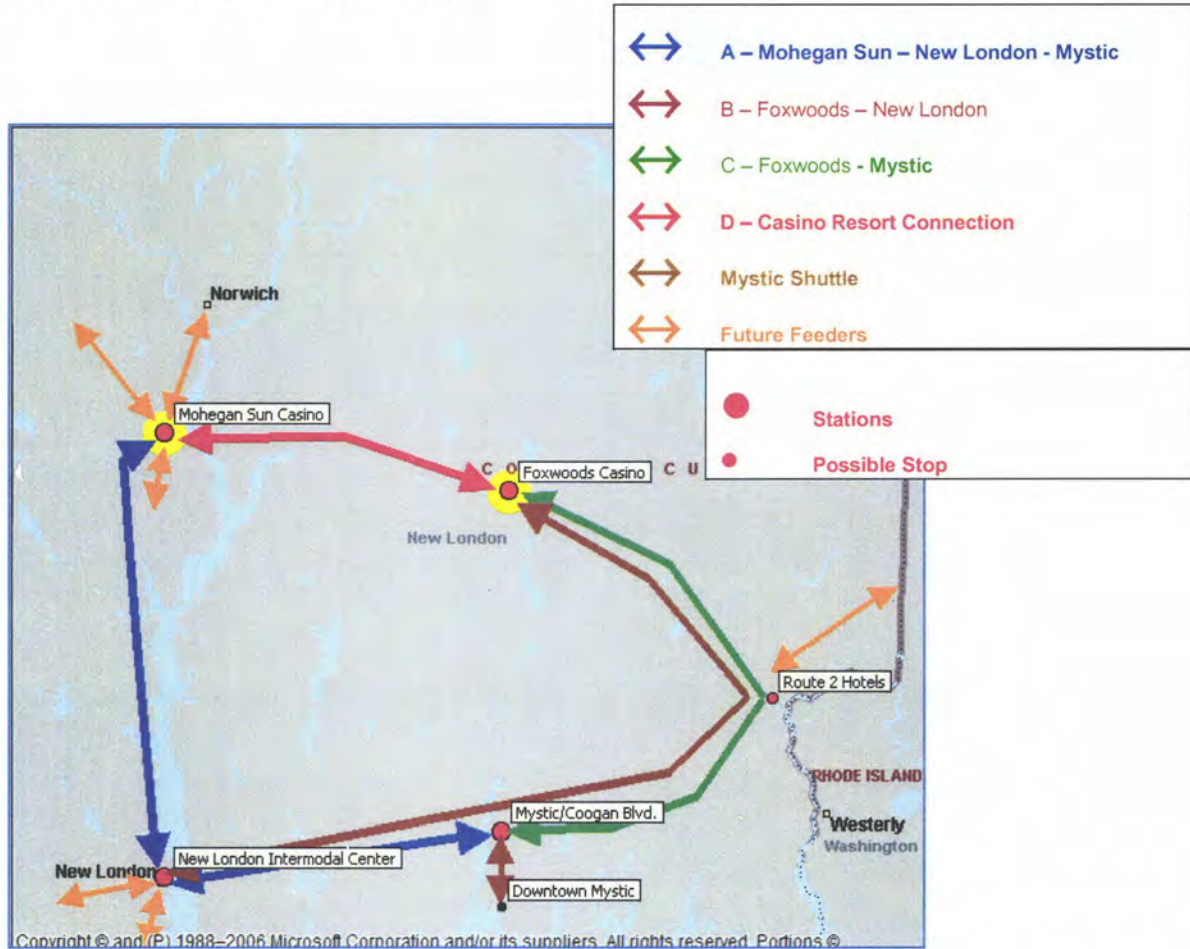 A – Mohegan Sun – New London - Mystic
B – Foxwoods – New London
C – Foxwoods - Mystic
D – Casino Resort Connection
Mystic Shuttle
Future Feeders
Stations
Possible Stop
Norwich
Mohegan Sun Casino
C O
C U
Foxwoods Casino
New London
Route 2 Hotels
RHODE ISLAND
Mystic/Coogan Blvd.
Westerly
Washington
New London Intermodal Center
New London
Downtown Mystic
Copyright © and (P) 1988–2006 Microsoft Corporation and/or its suppliers. All rights reserved. Portions ©